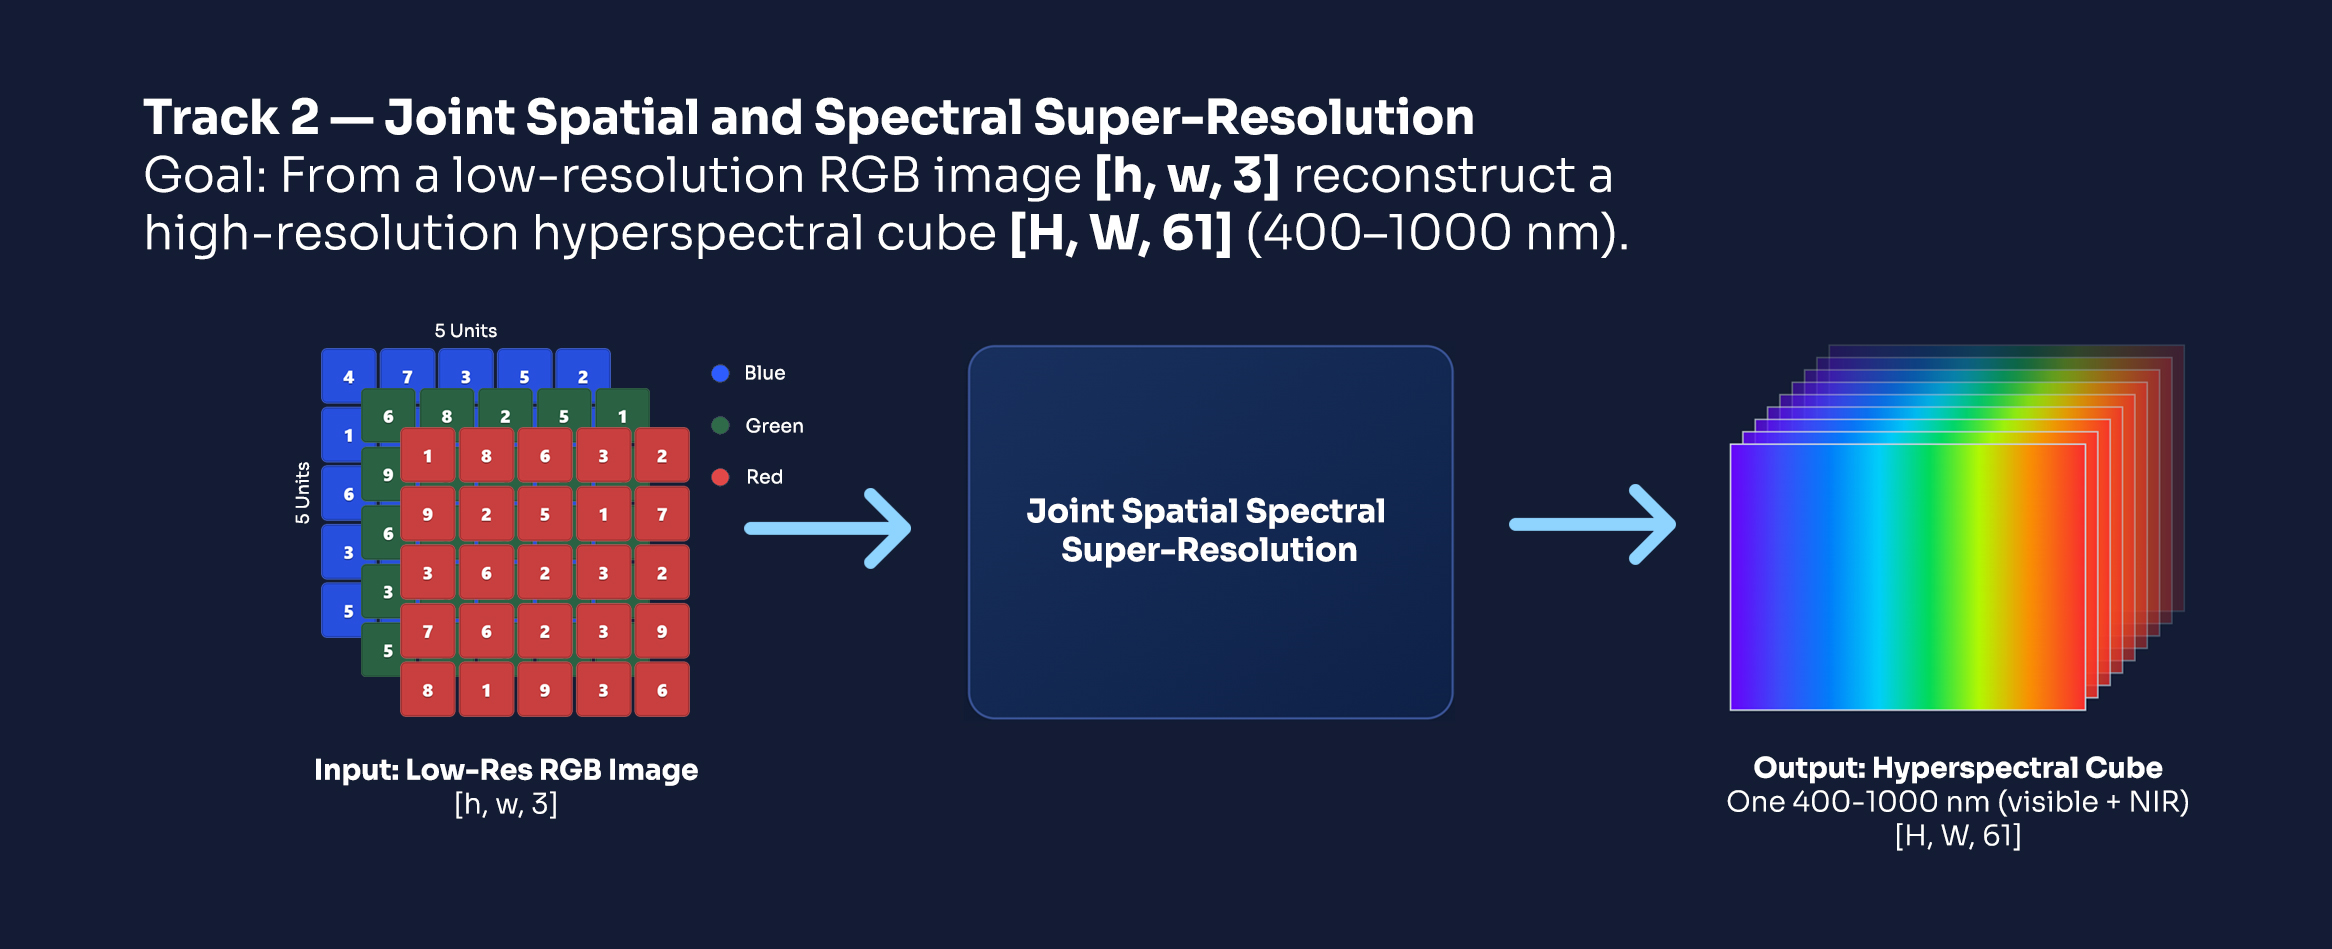 Track 2 — Joint Spatial and Spectral Super-Resolution
Goal: From a low-resolution RGB image [h, w, 3] reconstruct a
high-resolution hyperspectral cube [H, W, 61] (400–1000 nm).
5 Units
5 Units
4 7 3 5 2
1
6
3
5
6 8 2 5 1
9
6
3
5
1 8 6 3 2
9 2 5 1 7
3 6 2 3 2
7 6 2 3 9
8 1 9 3 6
Blue
Green
Red
Input: Low-Res RGB Image
[h, w, 3]
Joint Spatial Spectral
Super-Resolution
Output: Hyperspectral Cube
One 400-1000 nm (visible + NIR)
[H, W, 61]